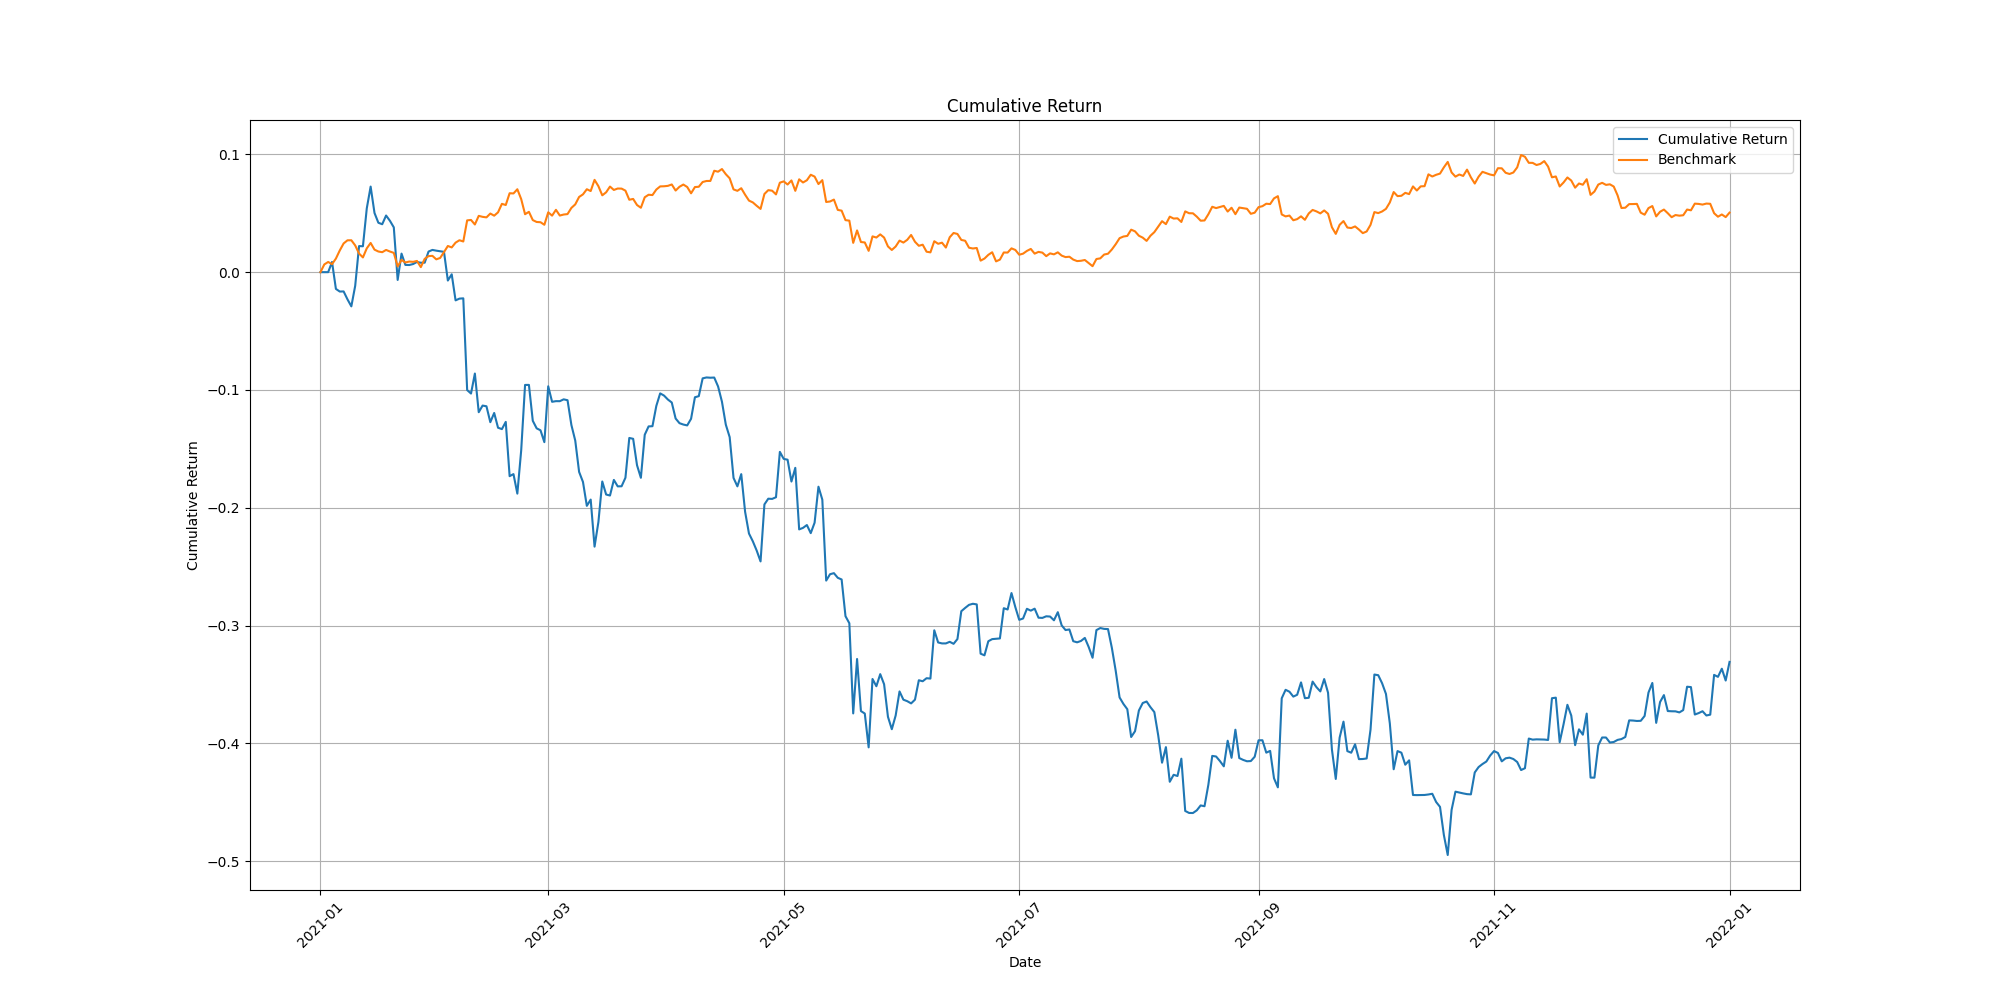 Cumulative Return
Cumulative Return
Benchmark
0.1
0.0
−0.1
−0.2
−0.3
−0.4
−0.5
Cumulative Return
2021-01
2021-03
2021-05
2021-07
2021-09
2021-11
2022-01
Date